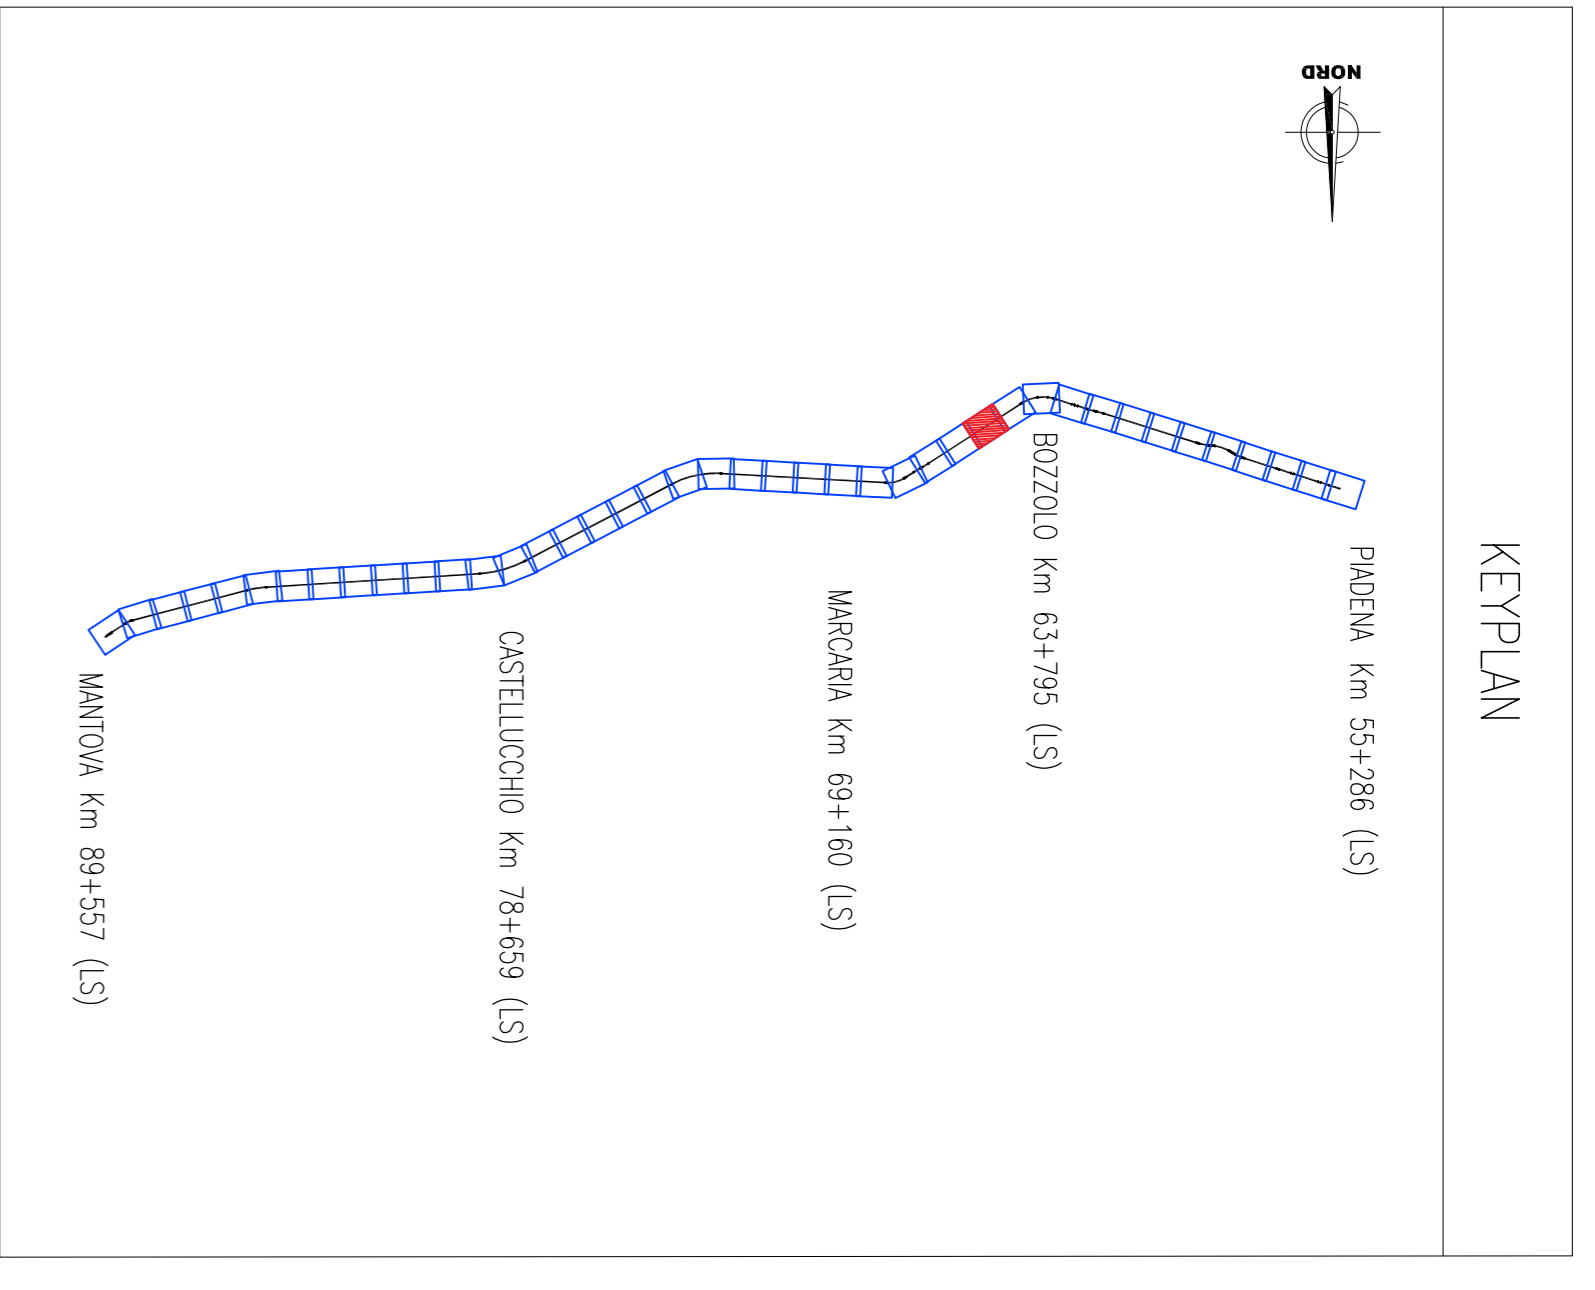 KEYPLAN
NORD
PIADENA Km 55+286 (LS)
BOZZOLO Km 63+795 (LS)
MARCARIA Km 69+160 (LS)
CASTELLUCCHIO Km 78+659 (LS)
MANTOVA Km 89+557 (LS)